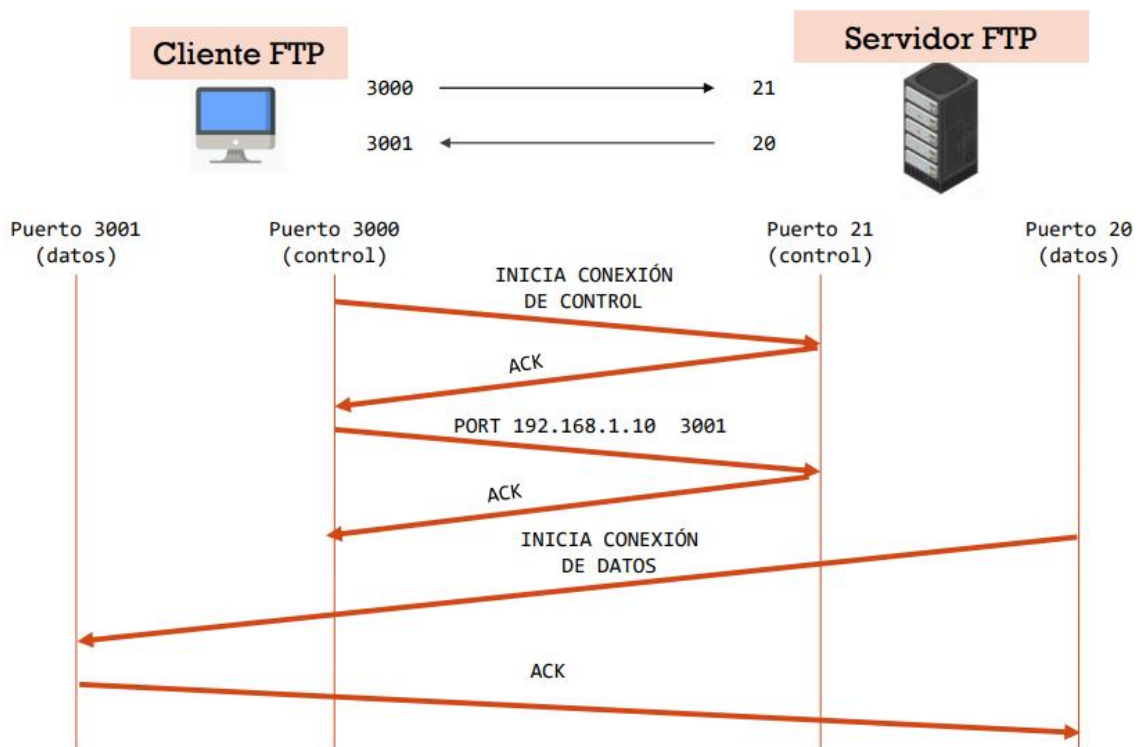 Cliente FTP
Servidor FTP
3000
21
3001
20
Puerto 3001
(datos)
Puerto 3000
(control)
Puerto 21
(control)
Puerto 20
(datos)
INICIA CONEXIÓN
DE CONTROL
ACK
PORT 192.168.1.10 3001
ACK
INICIA CONEXIÓN
DE DATOS
ACK